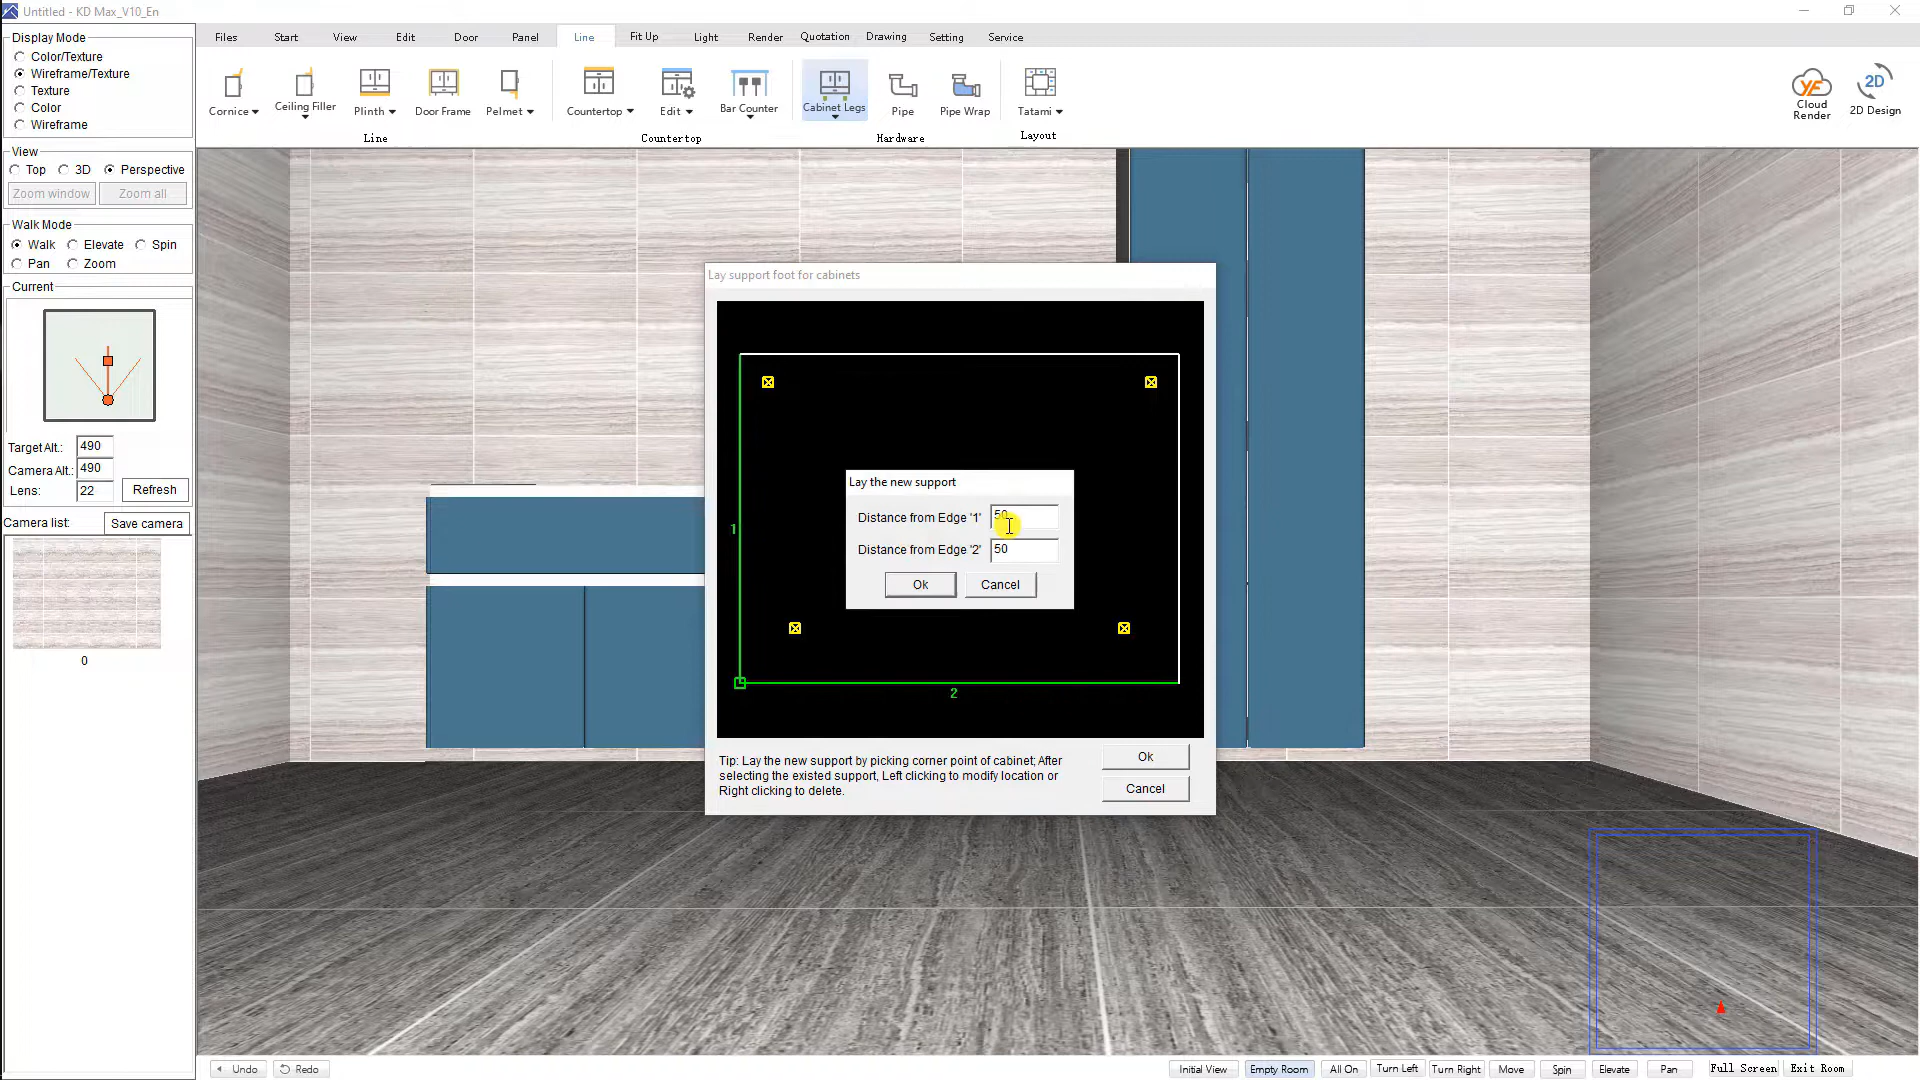 Untitled - KD Max_V10_En
Display Mode
Color/Texture
Wireframe/Texture
Texture
Color
Wireframe
View
Top 3D Perspective
Zoom window Zoom all
Walk Mode
Walk Elevate Spin
Pan Zoom
Current
Target Alt.: 490
Camera Alt.: 490
Lens: 22 Refresh
Camera list: Save camera
0
Files Start View Edit Door Panel Line Fit Up Light Render Quotation Drawing Setting Service
Cornice Ceiling Filler Plinth Door Frame Pelmet Countertop Edit Bar Counter Cabinet Legs Pipe Pipe Wrap Tatami
Line Countertop Hardware Layout
YF
Cloud
Render
2D
2D Design
Lay support foot for cabinets
1
2
Lay the new support
Distance from Edge '1' 50
Distance from Edge '2' 50
Ok Cancel
Tip: Lay the new support by picking corner point of cabinet; After
selecting the existed support, Left clicking to modify location or
Right clicking to delete.
Ok
Cancel
Undo Redo
Initial View Empty Room All On Turn Left Turn Right Move Spin Elevate Pan Full Screen Exit Room